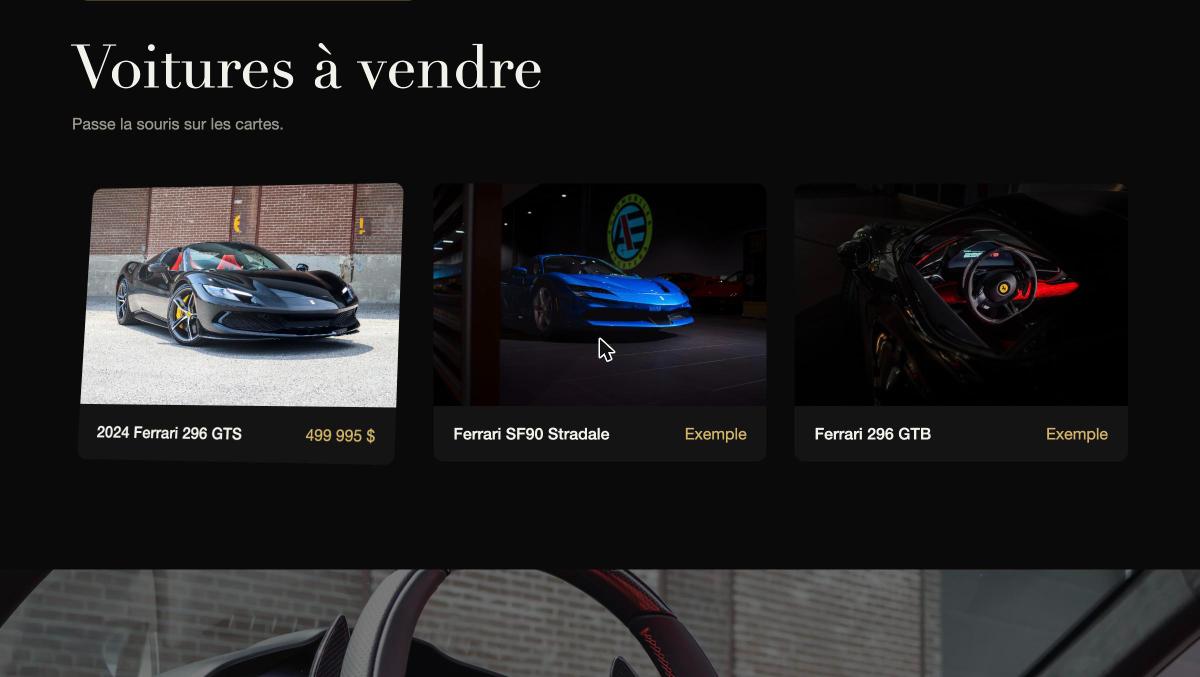 Voitures à vendre
Passe la souris sur les cartes.
2024 Ferrari 296 GTS
499 995 $
Ferrari SF90 Stradale
Exemple
Ferrari 296 GTB
Exemple